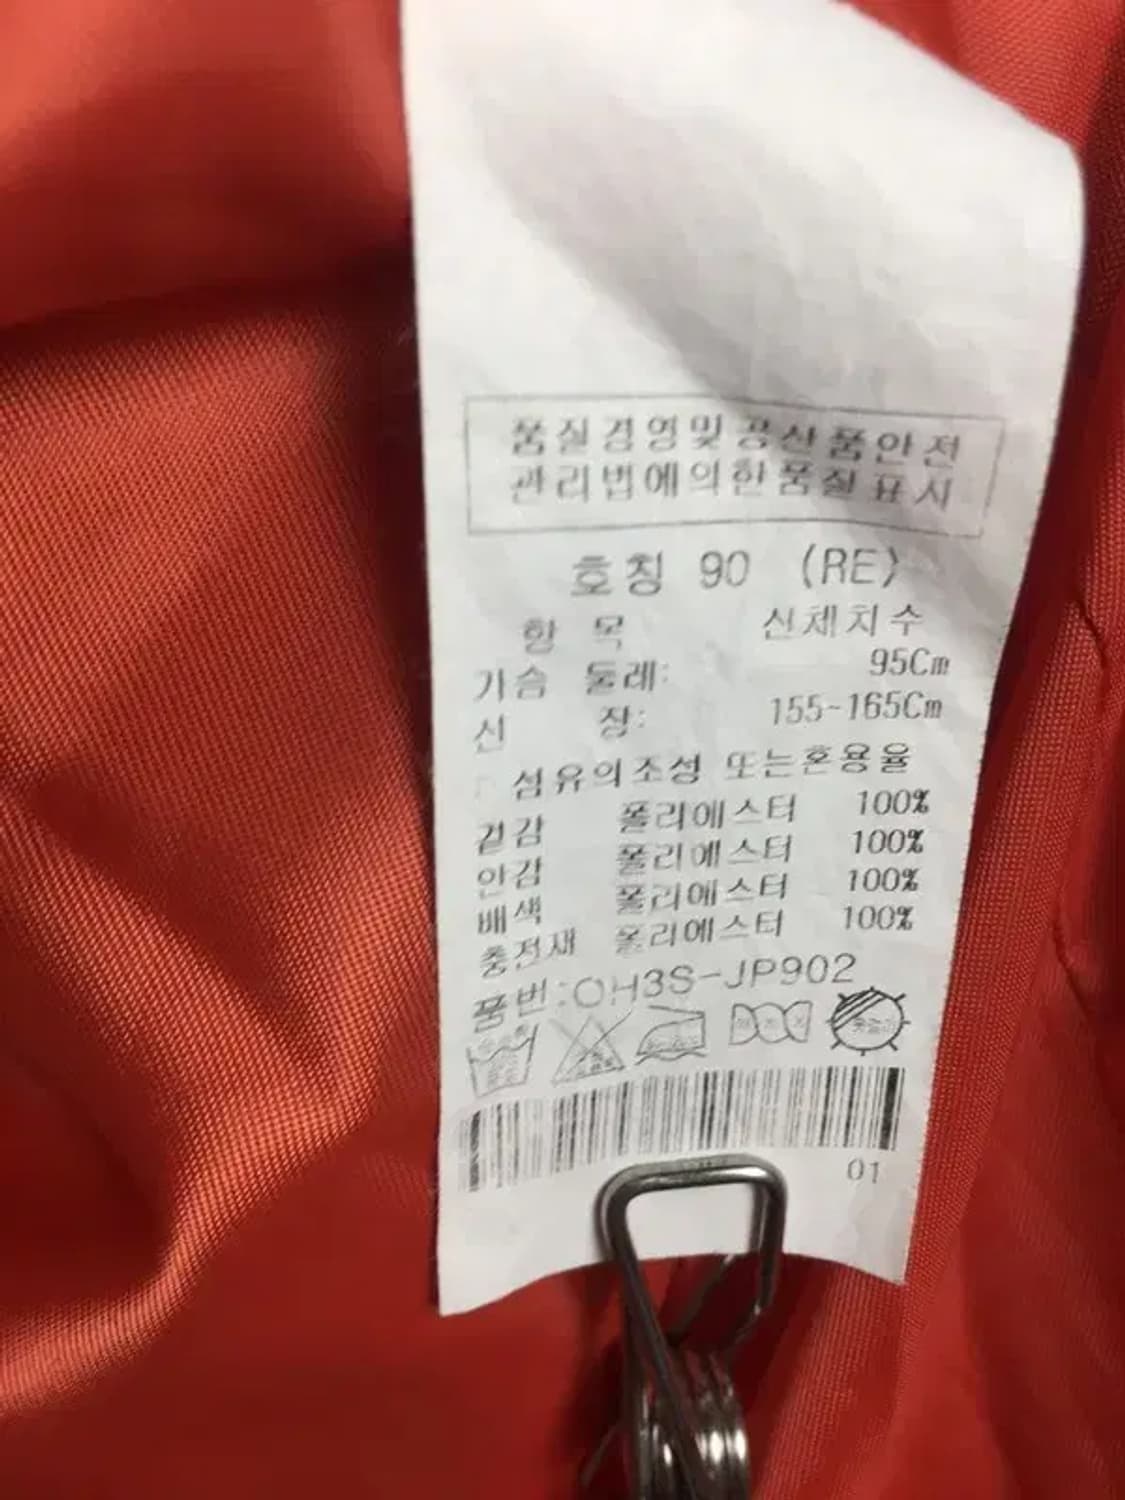 품질경영및공산품안전
관리법에의한품질표시
호칭 90 (RE)
항 목 신체치수
가슴 둘레: 95Cm
신 장: 155~165Cm
섬유의조성 또는혼용율
겉감 폴리에스터 100%
안감 폴리에스터 100%
배색 폴리에스터 100%
충전재 폴리에스터 100%
품번:OH3S-JP902
01